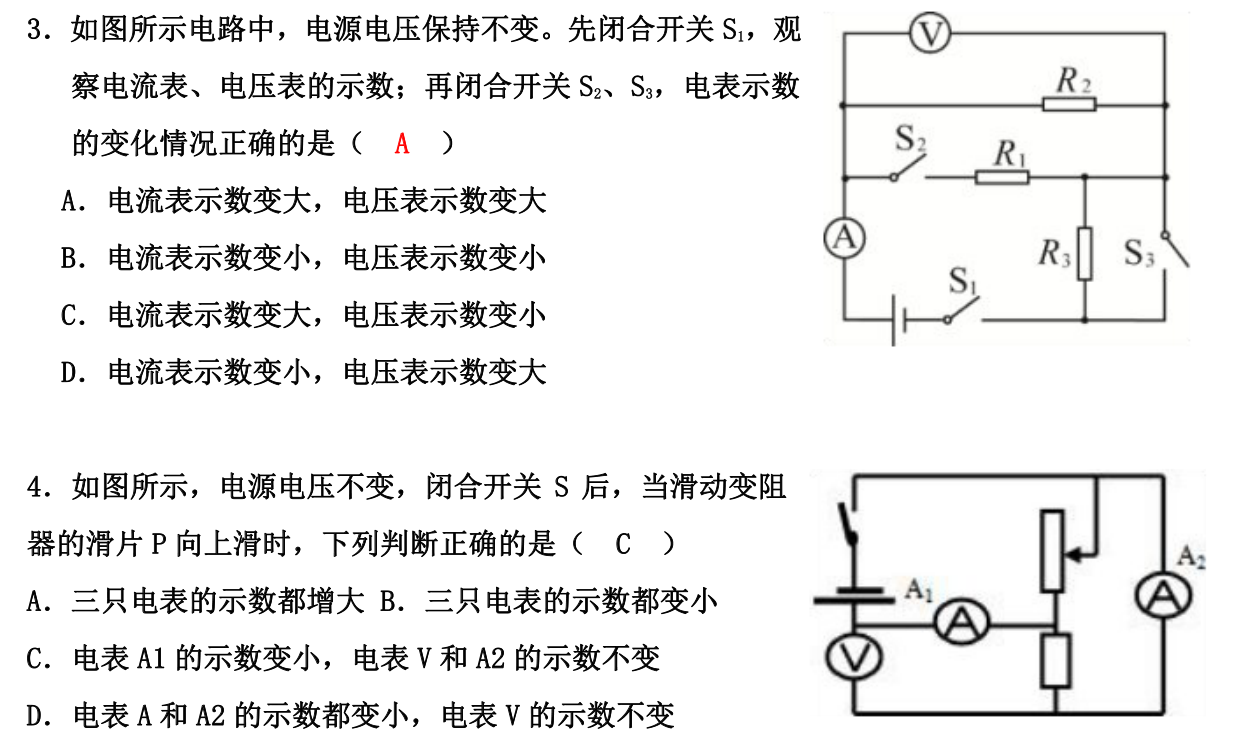 3. 如图所示电路中，电源电压保持不变。先闭合开关 S₁，观
察电流表、电压表的示数；再闭合开关 S₂、S₃，电表示数
的变化情况正确的是（ A ）
A. 电流表示数变大，电压表示数变大
B. 电流表示数变小，电压表示数变小
C. 电流表示数变大，电压表示数变小
D. 电流表示数变小，电压表示数变大
V
R₂
S₂
R₁
A
R₃
S₃
S₁
4. 如图所示，电源电压不变，闭合开关 S 后，当滑动变阻
器的滑片 P 向上滑时，下列判断正确的是（ C ）
A. 三只电表的示数都增大 B. 三只电表的示数都变小
C. 电表 A1 的示数变小，电表 V 和 A2 的示数不变
D. 电表 A 和 A2 的示数都变小，电表 V 的示数不变
A₂
A₁
A
A
V